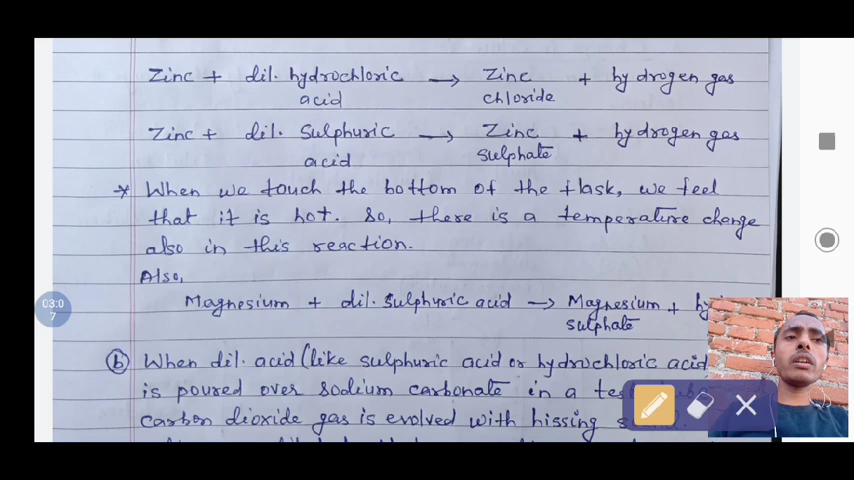 Zinc + dil. hydrochloric acid → Zinc chloride + hydrogen gas
Zinc + dil. Sulphuric acid → Zinc sulphate + hydrogen gas
* When we touch the bottom of the flask, we feel
that it is hot. So, there is a temperature change
also in this reaction.
Also,
Magnesium + dil. sulphuric acid → Magnesium sulphate +
ⓑ When dil. acid (like sulphuric acid or hydrochloric acid
is poured over sodium carbonate in a
carbon dioxide gas is evolved with hissing
03:07